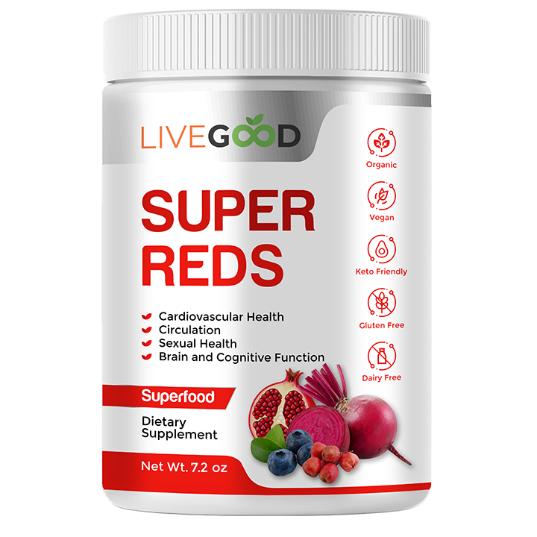 LIVEGOOD
SUPER
REDS
Cardiovascular Health
Circulation
Sexual Health
Brain and Cognitive Function
Superfood
Dietary
Supplement
Net Wt. 7.2 oz
Organic
Vegan
Keto Friendly
Gluten Free
Dairy Free